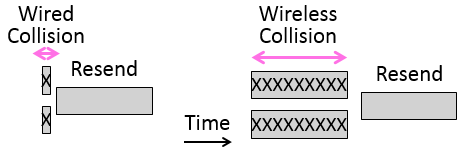 Wired
Collision
Resend
X
X
Time
Wireless
Collision
Resend
XXXXXXXXX
XXXXXXXXX